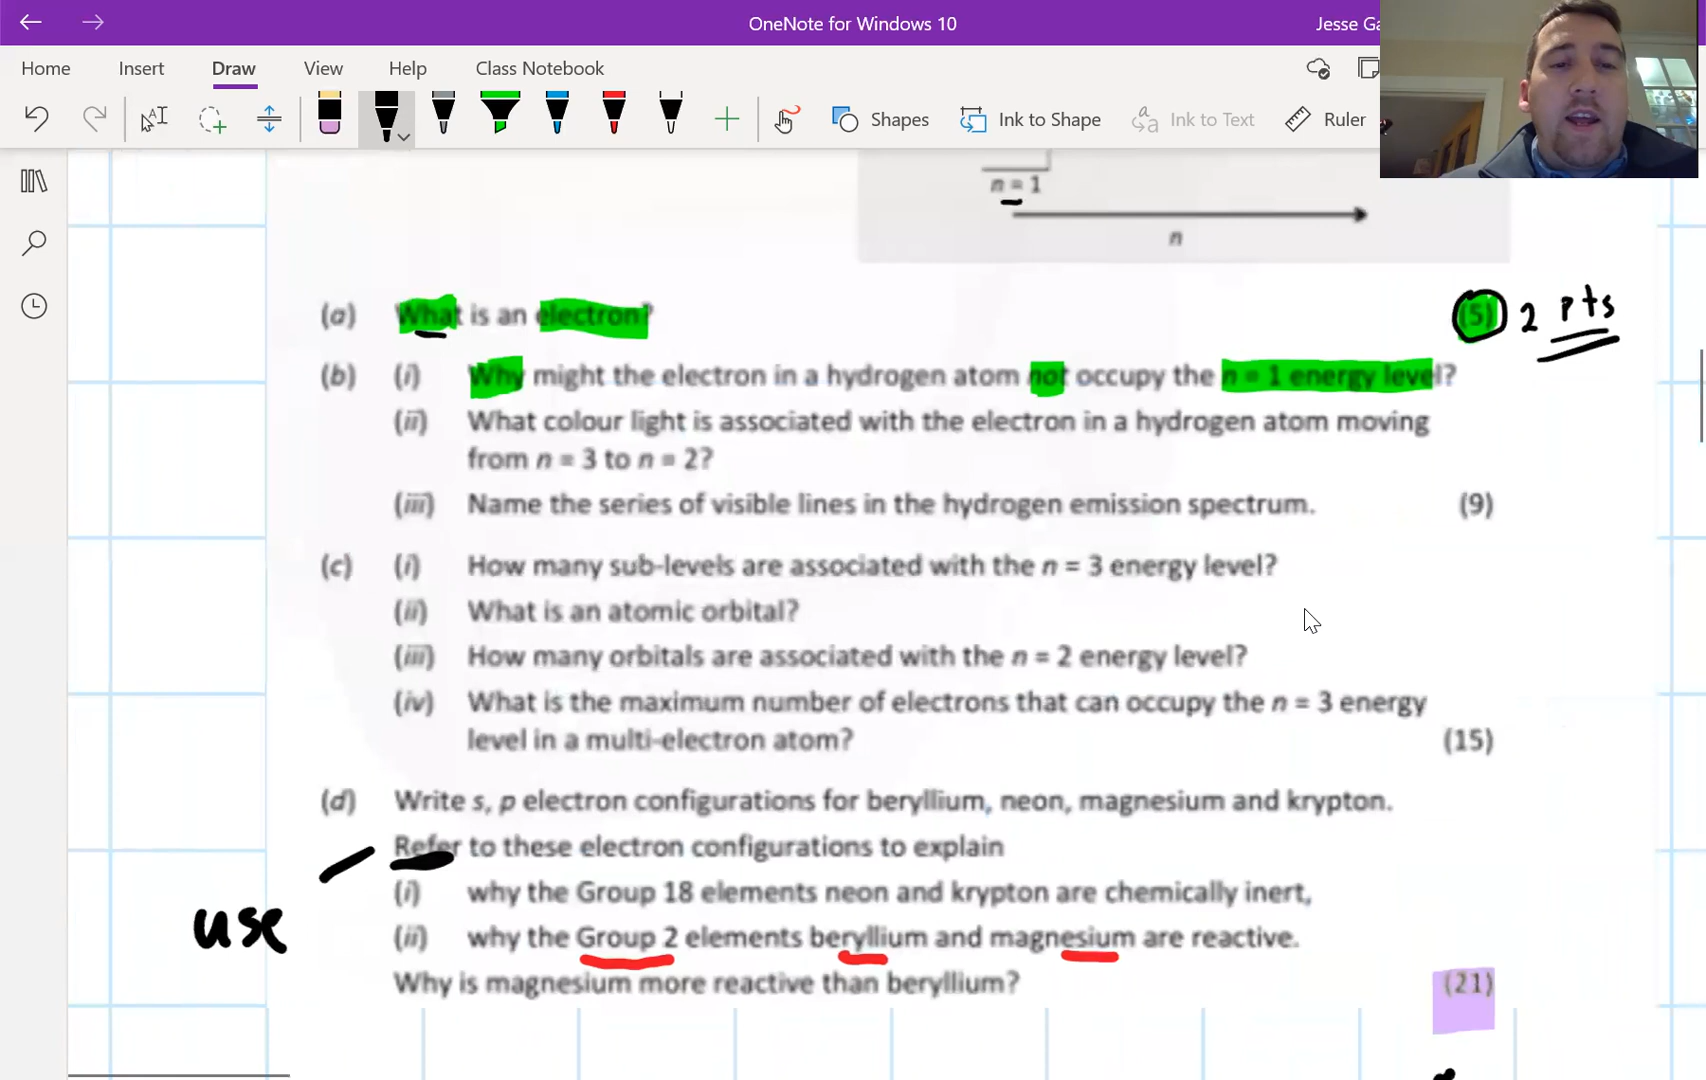 OneNote for Windows 10
Jesse Ga
Home Insert Draw View Help Class Notebook
Shapes Ink to Shape Ink to Text Ruler
n = 1
n
(a) What is an electron? (5) 2 pts
(b) (i) Why might the electron in a hydrogen atom not occupy the n = 1 energy level?
(ii) What colour light is associated with the electron in a hydrogen atom moving
from n = 3 to n = 2?
(iii) Name the series of visible lines in the hydrogen emission spectrum. (9)
(c) (i) How many sub-levels are associated with the n = 3 energy level?
(ii) What is an atomic orbital?
(iii) How many orbitals are associated with the n = 2 energy level?
(iv) What is the maximum number of electrons that can occupy the n = 3 energy
level in a multi-electron atom? (15)
(d) Write s, p electron configurations for beryllium, neon, magnesium and krypton.
Refer to these electron configurations to explain
(i) why the Group 18 elements neon and krypton are chemically inert,
use
(ii) why the Group 2 elements beryllium and magnesium are reactive.
Why is magnesium more reactive than beryllium? (21)